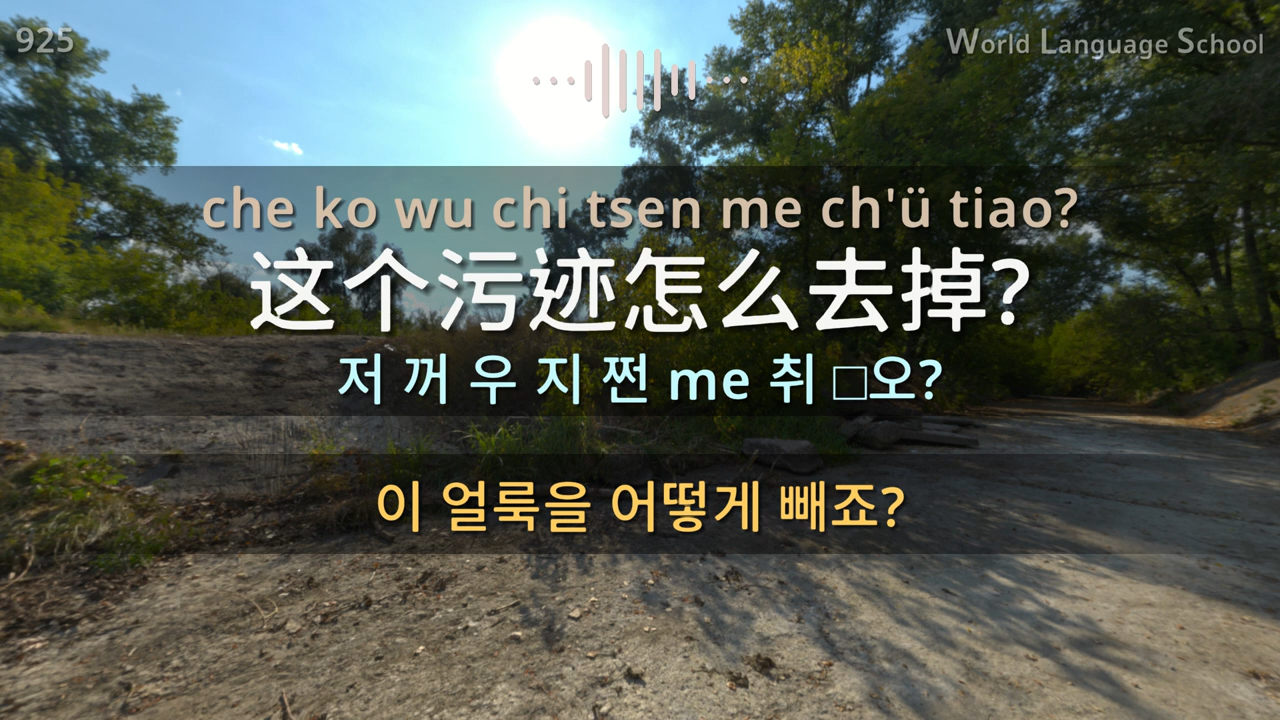 925
World Language School
che ko wu chi tsen me ch'ü tiao?
这个污迹怎么去掉?
저 꺼 우 지 쩐 me 취 □오?
이 얼룩을 어떻게 빼죠?